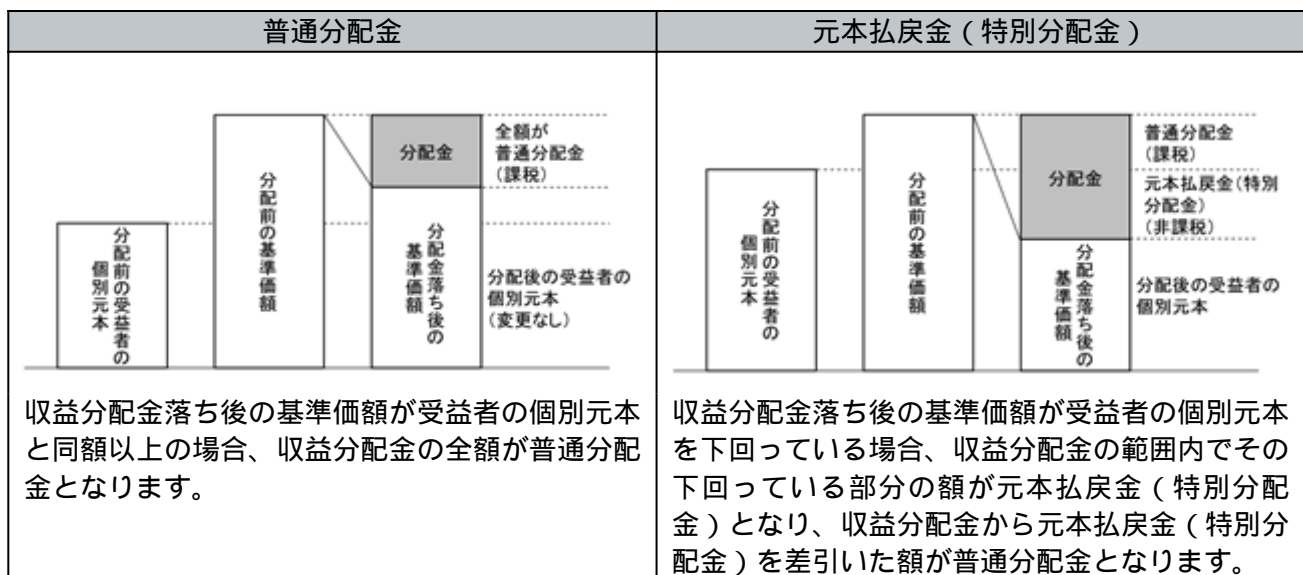 普通分配金
元本払戻金(特別分配金)
分配前の受益者の
個別元本
分配前の基準価額
分配金
分配金落ち後の
基準価額
全額が
普通分配金
(課税)
分配後の受益者の
個別元本
(変更なし)
分配前の受益者の
個別元本
分配前の基準価額
分配金
分配金落ち後の
基準価額
普通分配金
(課税)
元本払戻金(特別
分配金)
(非課税)
分配後の受益者の
個別元本
収益分配金落ち後の基準価額が受益者の個別元本
と同額以上の場合、収益分配金の全額が普通分配
金となります。
収益分配金落ち後の基準価額が受益者の個別元本
を下回っている場合、収益分配金の範囲内でその
下回っている部分の額が元本払戻金(特別分配
金)となり、収益分配金から元本払戻金(特別分
配金)を差引いた額が普通分配金となります。